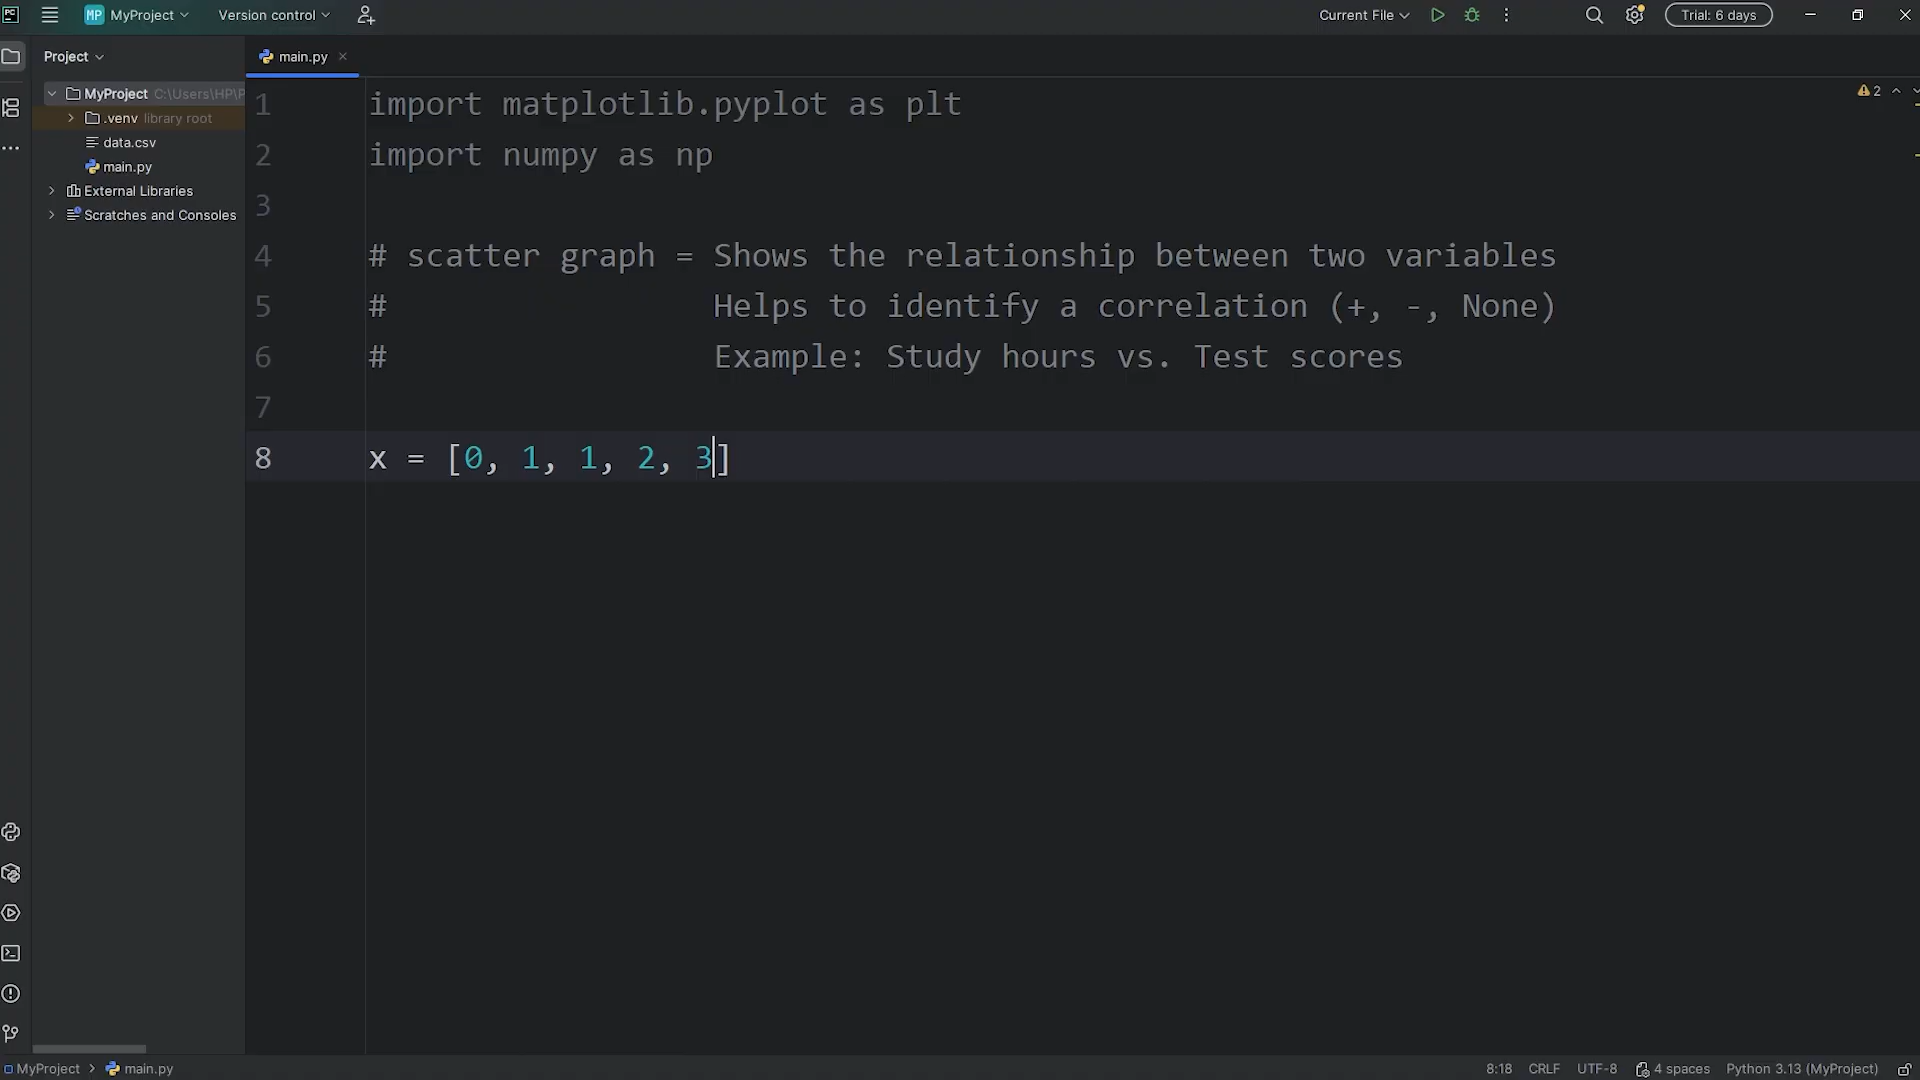 PC MP MyProject Version control Current File Trial: 6 days
Project
main.py
MyProject C:\Users\HP\P
.venv library root
data.csv
main.py
External Libraries
Scratches and Consoles
2
1 import matplotlib.pyplot as plt
2 import numpy as np
3
4 # scatter graph = Shows the relationship between two variables
5 # Helps to identify a correlation (+, -, None)
6 # Example: Study hours vs. Test scores
7
8 x = [0, 1, 1, 2, 3]
MyProject main.py 8:18 CRLF UTF-8 4 spaces Python 3.13 (MyProject)